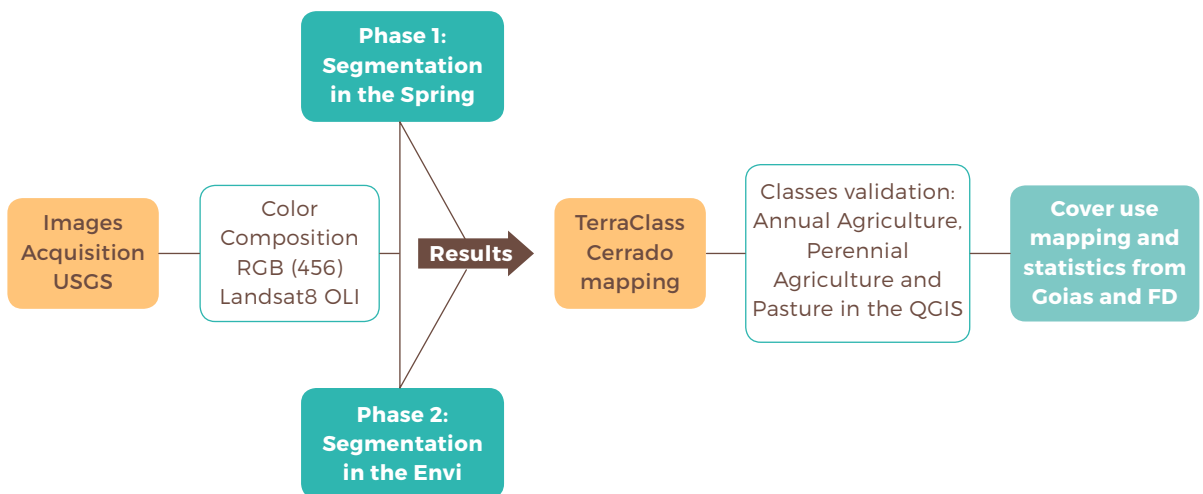 Phase 1:
Segmentation
in the Spring
Images
Acquisition
USGS
Color
Composition
RGB (456)
Landsat8 OLI
Results
TerraClass
Cerrado
mapping
Classes validation:
Annual Agriculture,
Perennial
Agriculture and
Pasture in the QGIS
Cover use
mapping and
statistics from
Goias and FD
Phase 2:
Segmentation
in the Envi